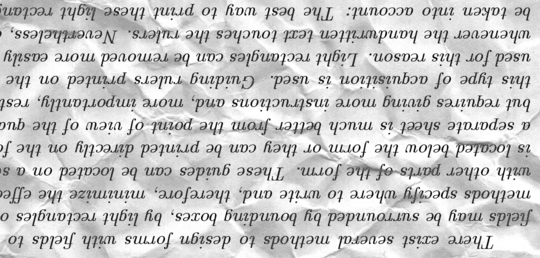 There exist several methods to design forms with fields to
fields may be surrounded by bounding boxes, by light rectangles o
methods specify where to write and, therefore, minimize the effec
with other parts of the form. These guides can be located on a s
is located below the form or they can be printed directly on the fo
a separate sheet is much better from the point of view of the qua
but requires giving more instructions and, more importantly, rest
this type of acquisition is used. Guiding rulers printed on the
used for this reason. Light rectangles can be removed more easily
whenever the handwritten text touches the rulers. Nevertheless,
be taken into account: The best way to print these light rectang